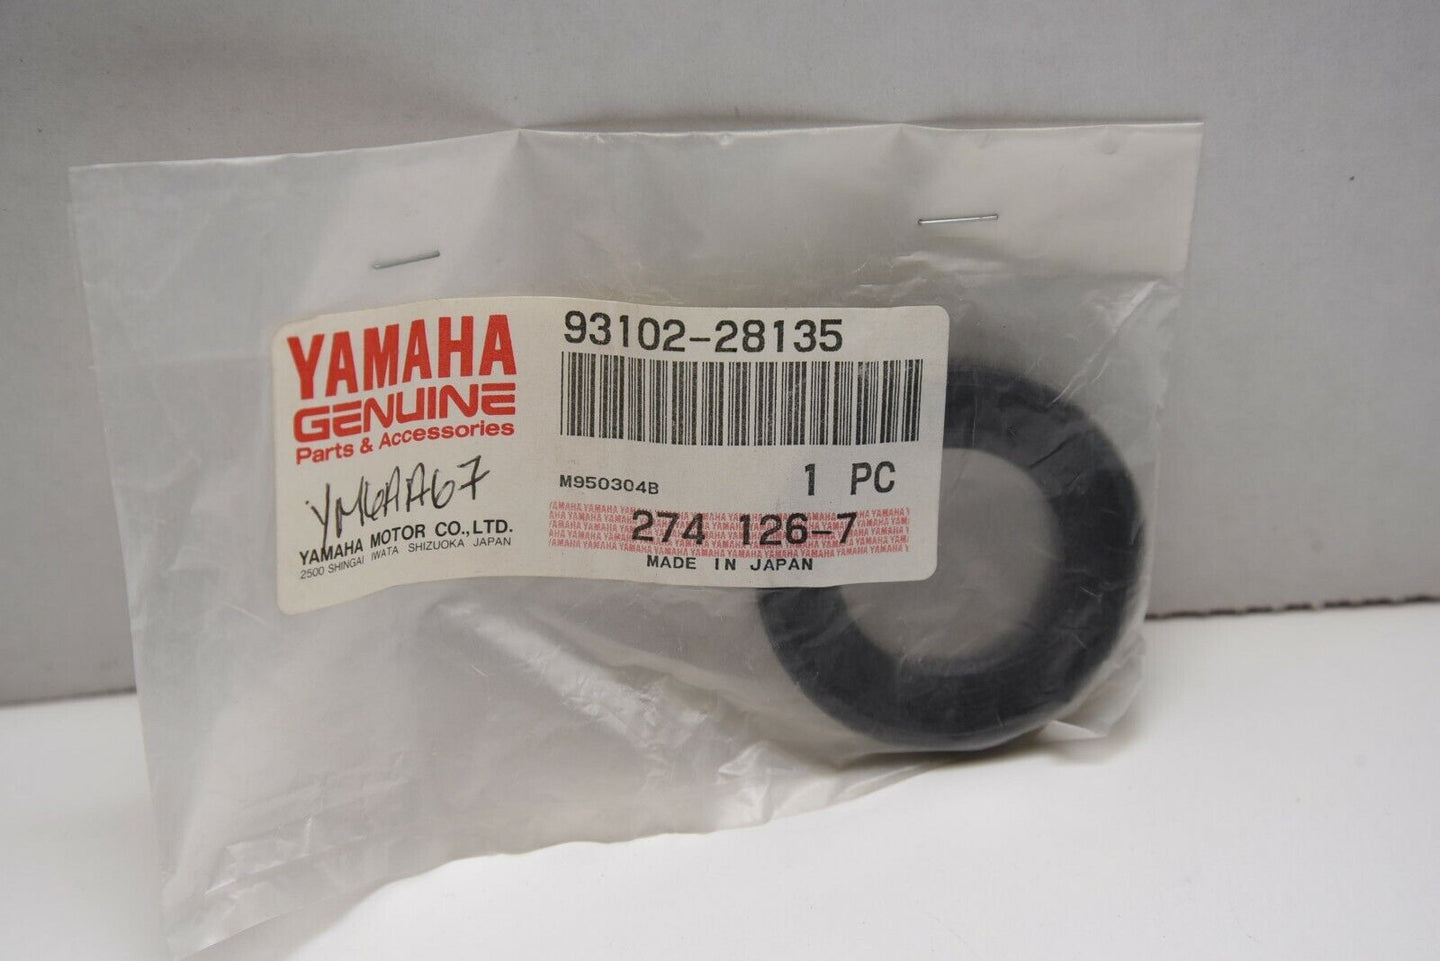 YAMAHA
GENUINE
Parts & Accessories
YM6AA67
YAMAHA MOTOR CO.,LTD.
2500 SHINGAI IWATA SHIZUOKA JAPAN
93102-28135
M950304B
1 PC
274 126-7
MADE IN JAPAN